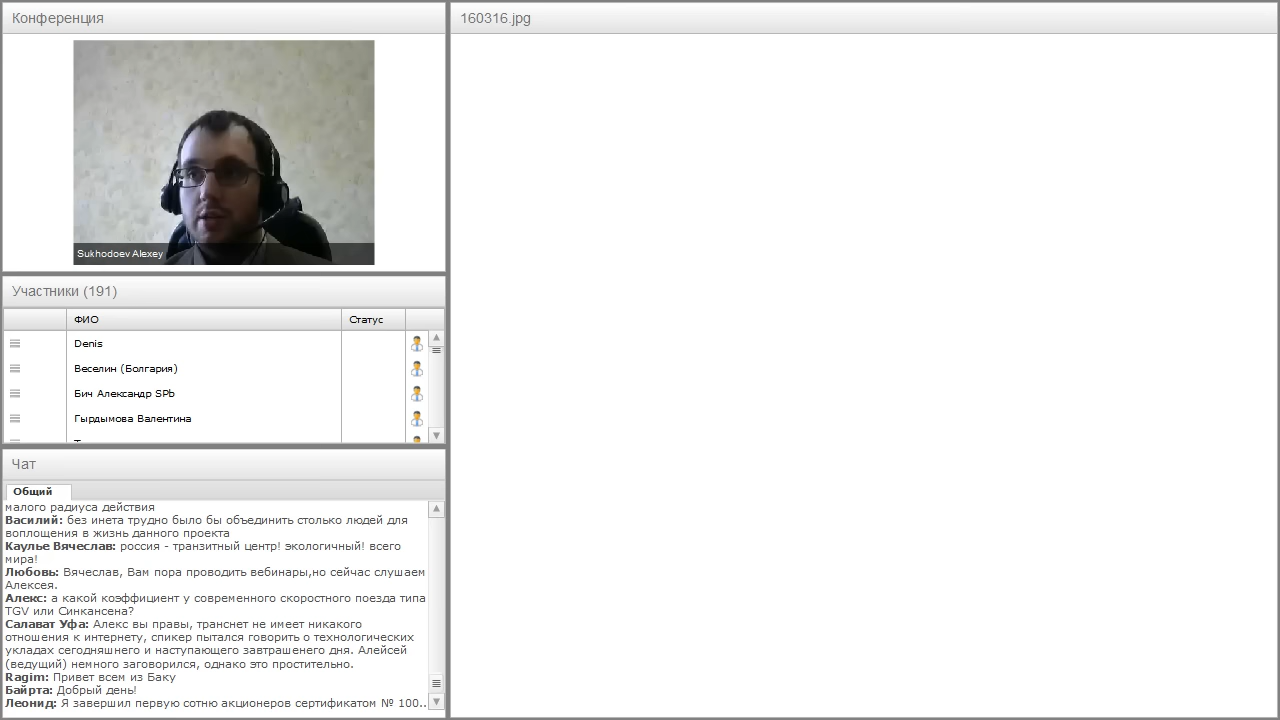 Конференция
160316.jpg
Sukhodoev Alexey
Участники (191)
ФИО
Статус
Denis
Веселин (Болгария)
Бич Александр SPb
Гырдымова Валентина
Чат
Общий
малого радиуса действия
Василий: без инета трудно было бы объединить столько людей для
воплощения в жизнь данного проекта
Каулье Вячеслав: россия - транзитный центр! экологичный! всего
мира!
Любовь: Вячеслав, Вам пора проводить вебинары,но сейчас слушаем
Алексея.
Алекс: а какой коэффициент у современного скоростного поезда типа
TGV или Синкансена?
Салават Уфа: Алекс вы правы, транснет не имеет никакого
отношения к интернету, спикер пытался говорить о технологических
укладах сегодняшнего и наступающего завтрашенего дня. Алейсей
(ведущий) немного заговорился, однако это простительно.
Ragim: Привет всем из Баку
Байрта: Добрый день!
Леонид: Я завершил первую сотню акционеров сертификатом № 100..